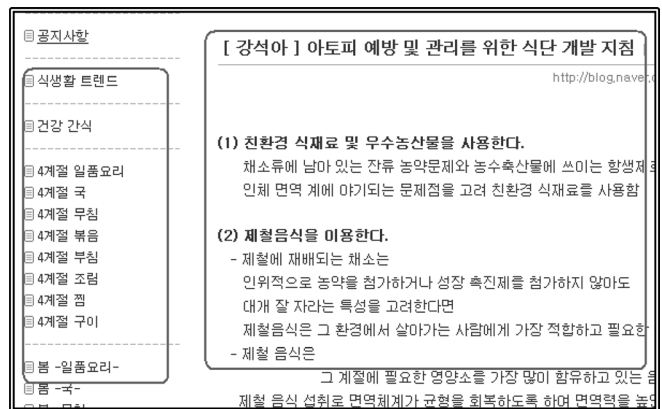 공지사항
식생활 트렌드
건강 간식
4계절 일품요리
4계절 국
4계절 무침
4계절 볶음
4계절 부침
4계절 조림
4계절 찜
4계절 구이
봄 -일품요리-
봄 -국-
[ 강석아 ] 아토피 예방 및 관리를 위한 식단 개발 지침
http://blog.naver.c
(1) 친환경 식재료 및 우수농산물을 사용한다.
채소류에 남아 있는 잔류 농약문제와 농수축산물에 쓰이는 항생제
인체 면역 계에 야기되는 문제점을 고려 친환경 식재료를 사용함
(2) 제철음식을 이용한다.
- 제철에 재배되는 채소는
인위적으로 농약을 첨가하거나 성장 촉진제를 첨가하지 않아도
대개 잘 자라는 특성을 고려한다면
제철음식은 그 환경에서 살아가는 사람에게 가장 적합하고 필요한
- 제철 음식은
그 계절에 필요한 영양소를 가장 많이 함유하고 있는
제철 음식 섭취로 면역체계가 균형을 회복하도록 하여 면역력을